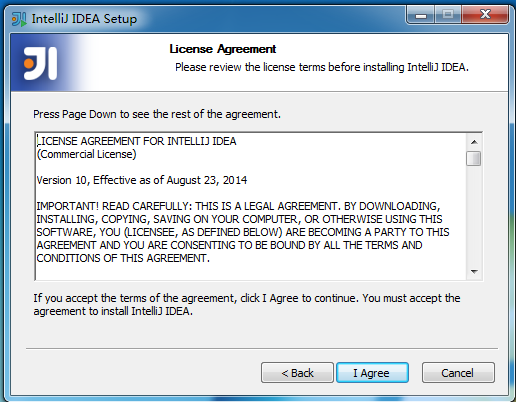 IntelliJ IDEA Setup
License Agreement
Please review the license terms before installing IntelliJ IDEA.
Press Page Down to see the rest of the agreement.
LICENSE AGREEMENT FOR INTELLIJ IDEA
(Commercial License)
Version 10, Effective as of August 23, 2014
IMPORTANT! READ CAREFULLY: THIS IS A LEGAL AGREEMENT. BY DOWNLOADING,
INSTALLING, COPYING, SAVING ON YOUR COMPUTER, OR OTHERWISE USING THIS
SOFTWARE, YOU (LICENSEE, AS DEFINED BELOW) ARE BECOMING A PARTY TO THIS
AGREEMENT AND YOU ARE CONSENTING TO BE BOUND BY ALL THE TERMS AND
CONDITIONS OF THIS AGREEMENT.
If you accept the terms of the agreement, click I Agree to continue. You must accept the
agreement to install IntelliJ IDEA.
< Back I Agree Cancel